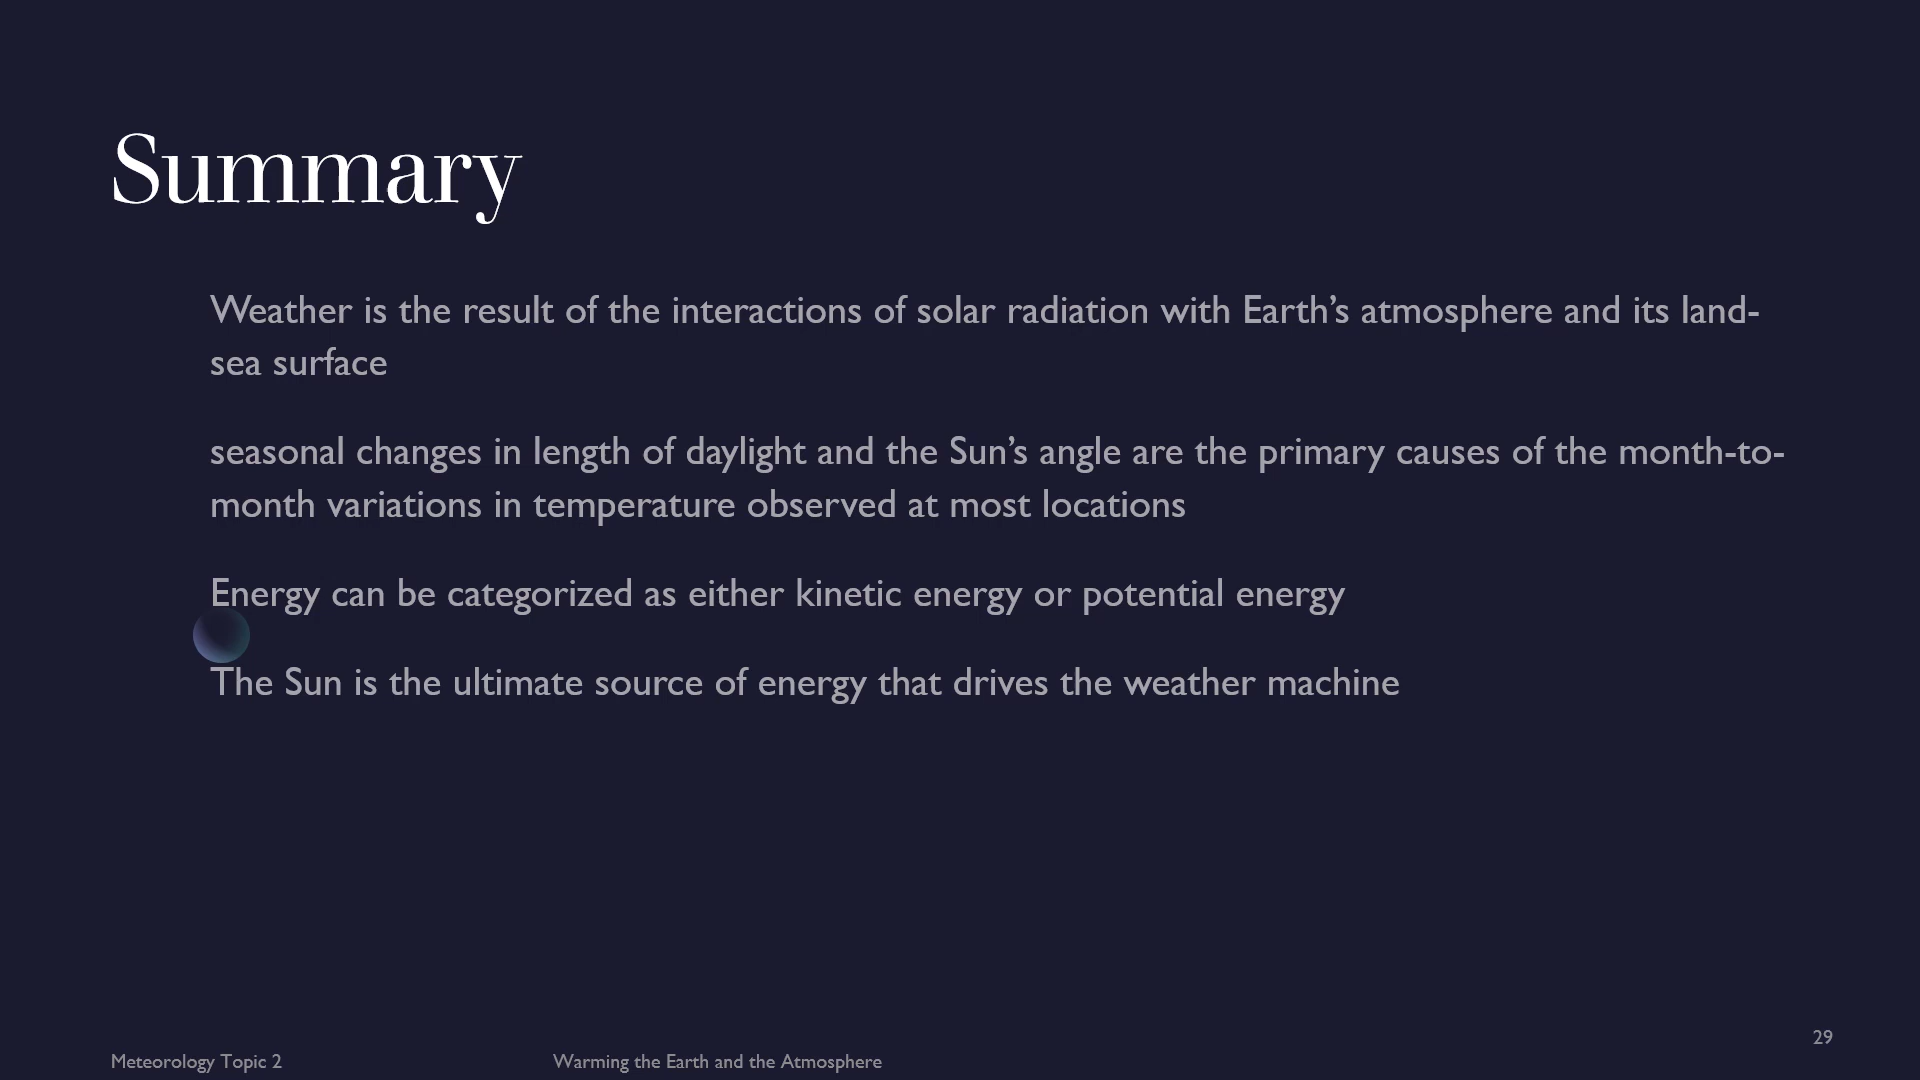 Summary
Weather is the result of the interactions of solar radiation with Earth’s atmosphere and its land-
sea surface
seasonal changes in length of daylight and the Sun’s angle are the primary causes of the month-to-
month variations in temperature observed at most locations
Energy can be categorized as either kinetic energy or potential energy
The Sun is the ultimate source of energy that drives the weather machine
29
Meteorology Topic 2
Warming the Earth and the Atmosphere